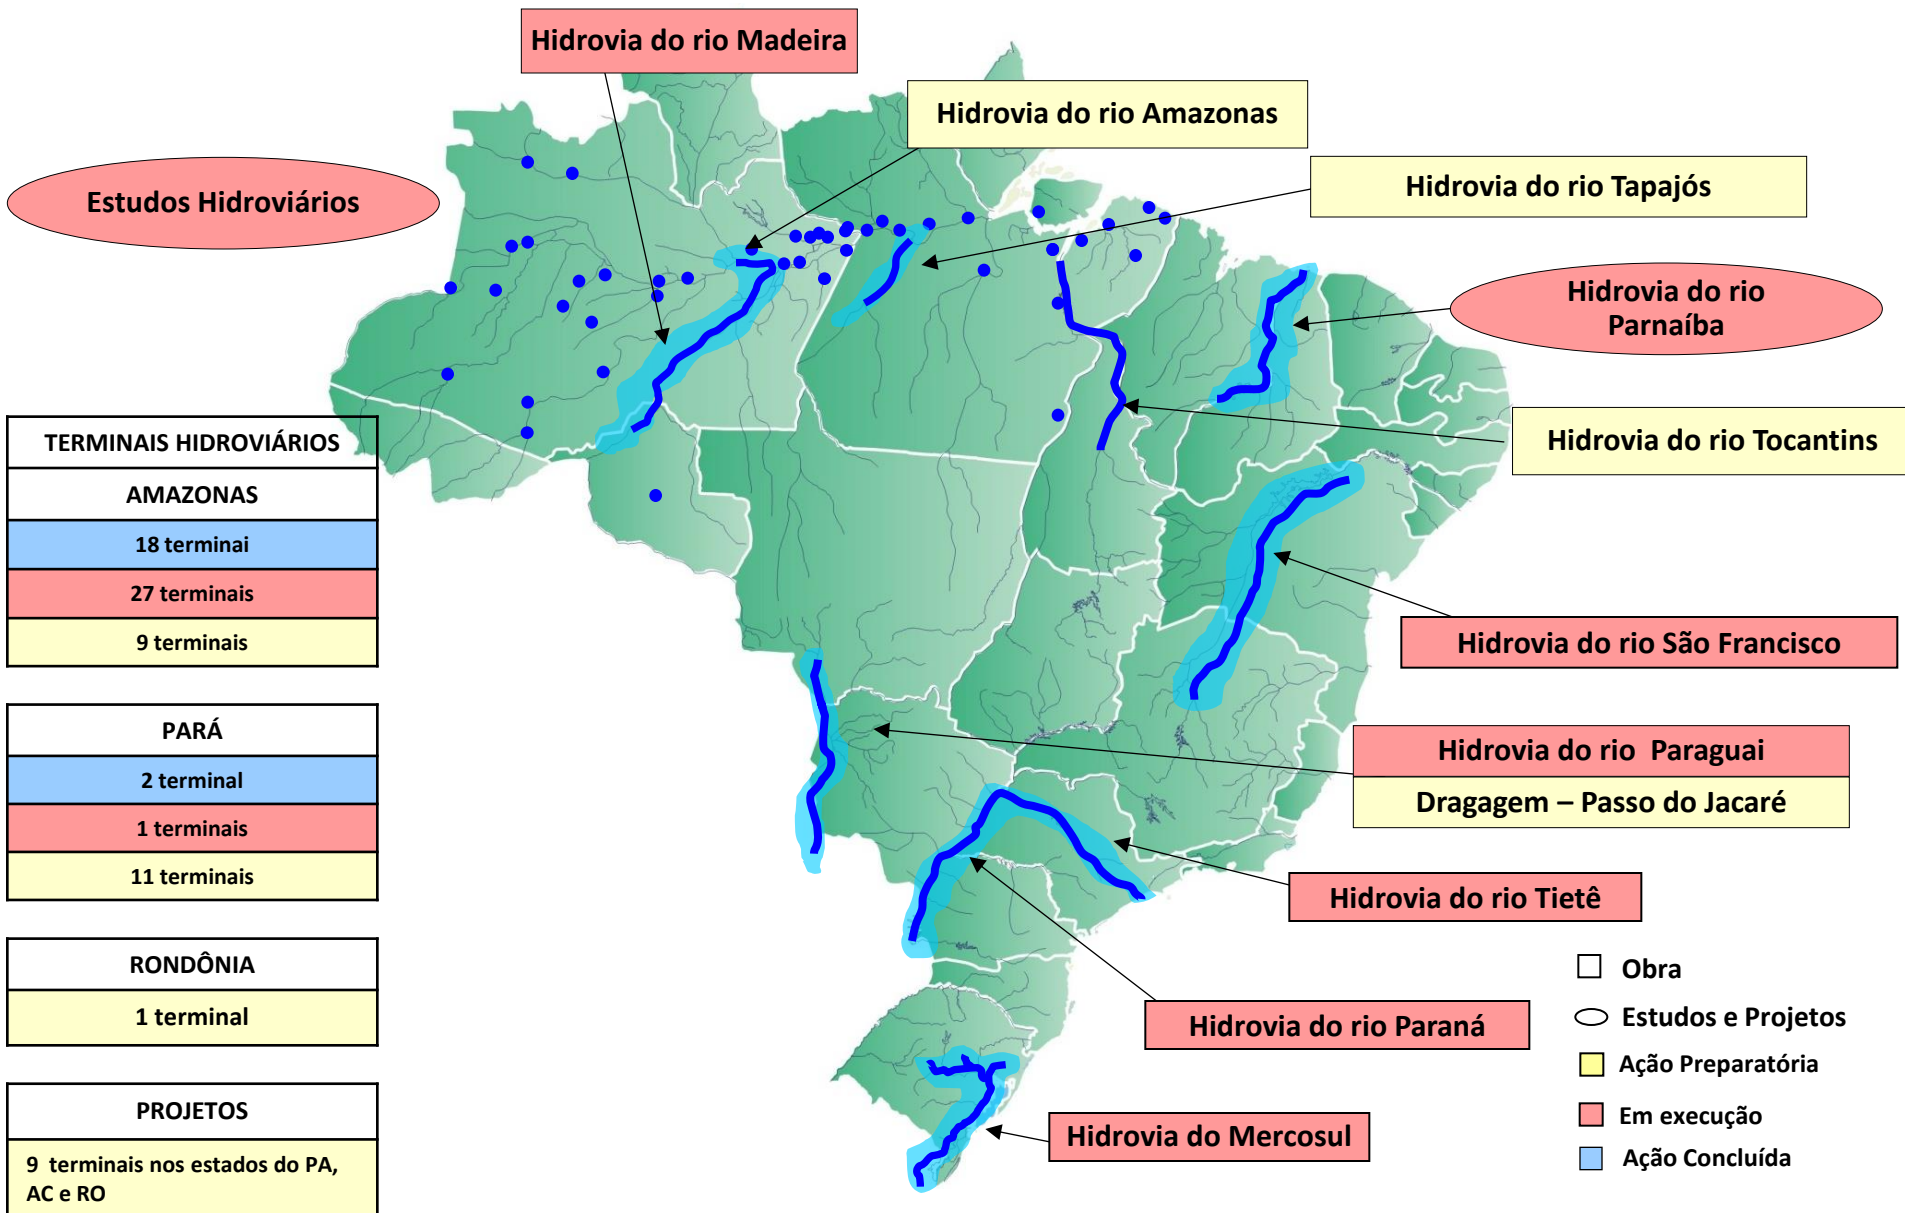 Hidrovia do rio Madeira
Hidrovia do rio Amazonas
Hidrovia do rio Tapajós
Estudos Hidroviários
Hidrovia do rio
Parnaíba
Hidrovia do rio Tocantins
TERMINAIS HIDROVIÁRIOS
AMAZONAS
18 terminai
27 terminais
9 terminais
Hidrovia do rio São Francisco
PARÁ
2 terminal
1 terminais
11 terminais
Hidrovia do rio Paraguai
Dragagem – Passo do Jacaré
Hidrovia do rio Tietê
RONDÔNIA
1 terminal
Hidrovia do rio Paraná
Hidrovia do Mercosul
PROJETOS
9 terminais nos estados do PA,
AC e RO
Obra
Estudos e Projetos
Ação Preparatória
Em execução
Ação Concluída